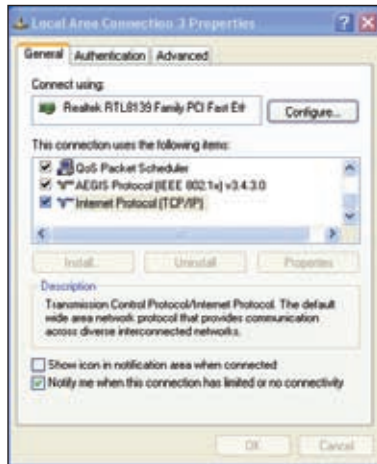 Local Area Connection 3 Properties
General Authentication Advanced
Connect using:
Realtek RTL8139 Family PCI Fast Eth
Configure...
This connection uses the following items:
QoS Packet Scheduler
AEGIS Protocol (IEEE 802.1x) v3.4.3.0
Internet Protocol (TCP/IP)
Install... Uninstall Properties
Description
Transmission Control Protocol/Internet Protocol. The default
wide area network protocol that provides communication
across diverse interconnected networks.
Show icon in notification area when connected
Notify me when this connection has limited or no connectivity
OK Cancel